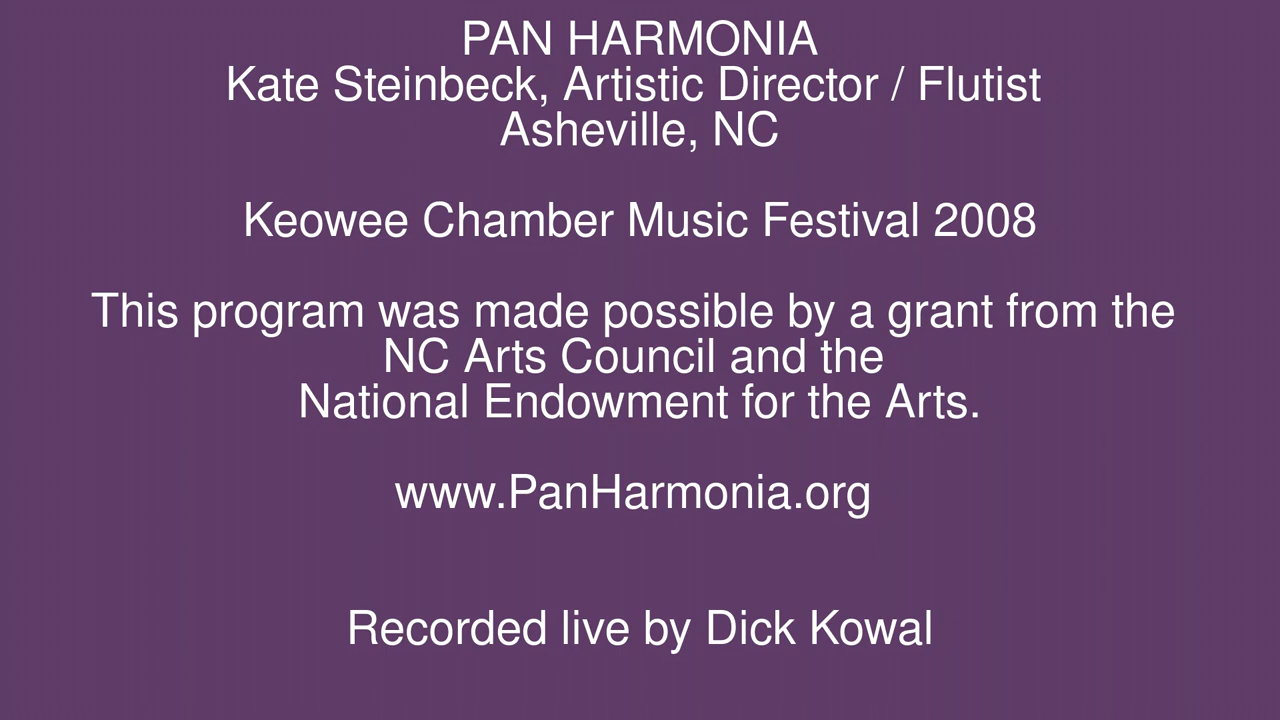 PAN HARMONIA
Kate Steinbeck, Artistic Director / Flutist
Asheville, NC
Keowee Chamber Music Festival 2008
This program was made possible by a grant from the
NC Arts Council and the
National Endowment for the Arts.
www.PanHarmonia.org
Recorded live by Dick Kowal